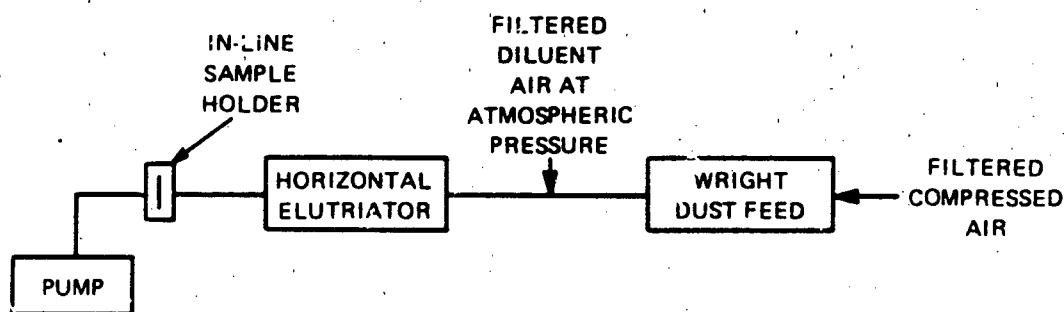 IN-LINE
SAMPLE
HOLDER
FILTERED
DILUENT
AIR AT
ATMOSPHERIC
PRESSURE
HORIZONTAL
ELUTRIATOR
WRIGHT
DUST FEED
FILTERED
COMPRESSED
AIR
PUMP